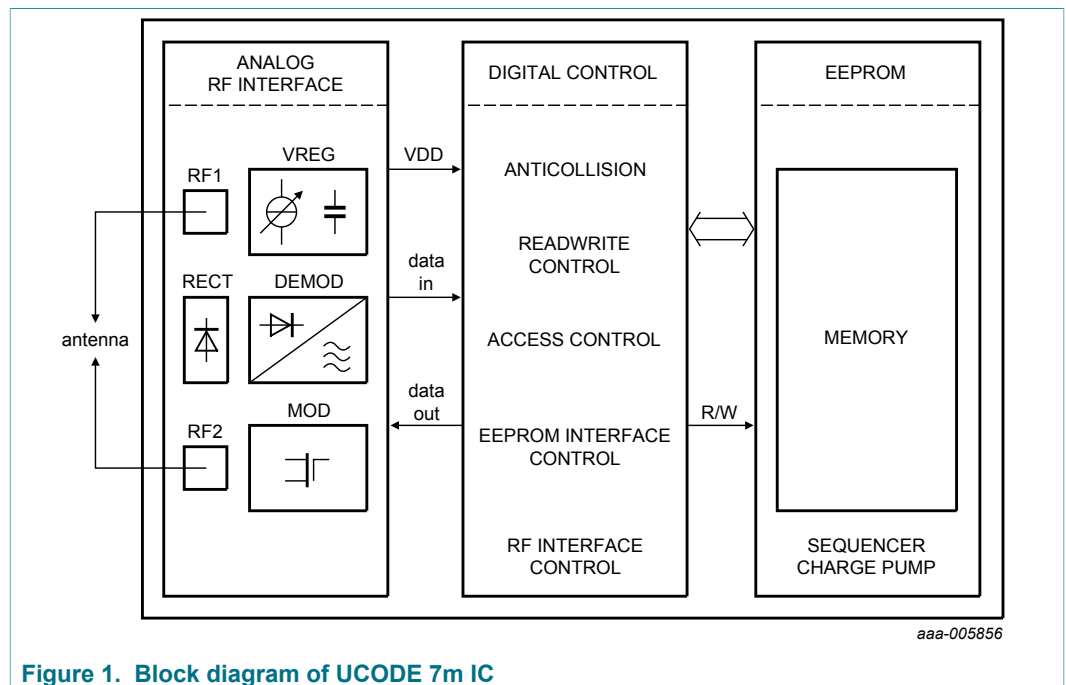 ANALOG
RF INTERFACE
VREG
RF1
RECT
DEMOD
antenna
MOD
RF2
VDD
data
in
data
out
DIGITAL CONTROL
ANTICOLLISION
READWRITE
CONTROL
ACCESS CONTROL
EEPROM INTERFACE
CONTROL
RF INTERFACE
CONTROL
R/W
EEPROM
MEMORY
SEQUENCER
CHARGE PUMP
aaa-005856
Figure 1. Block diagram of UCODE 7m IC